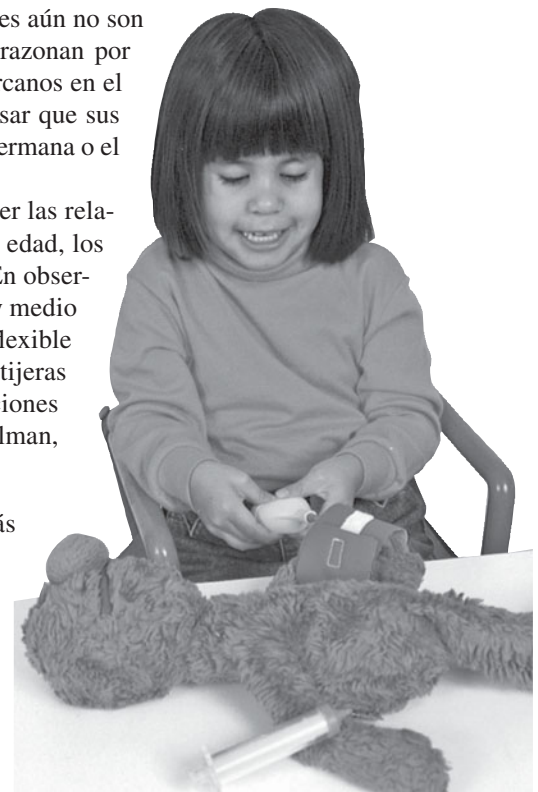 es aún no son
razonan por
rcanos en el
sar que sus
ermana o el
er las rela-
edad, los
En obser-
y medio
lexible
tijeras
ciones
lman,
ás